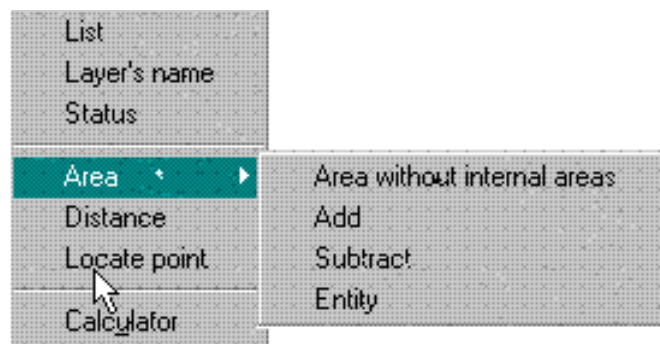 List
Layer's name
Status
Area
Distance
Locate point
Calculator
Area without internal areas
Add
Subtract
Entity